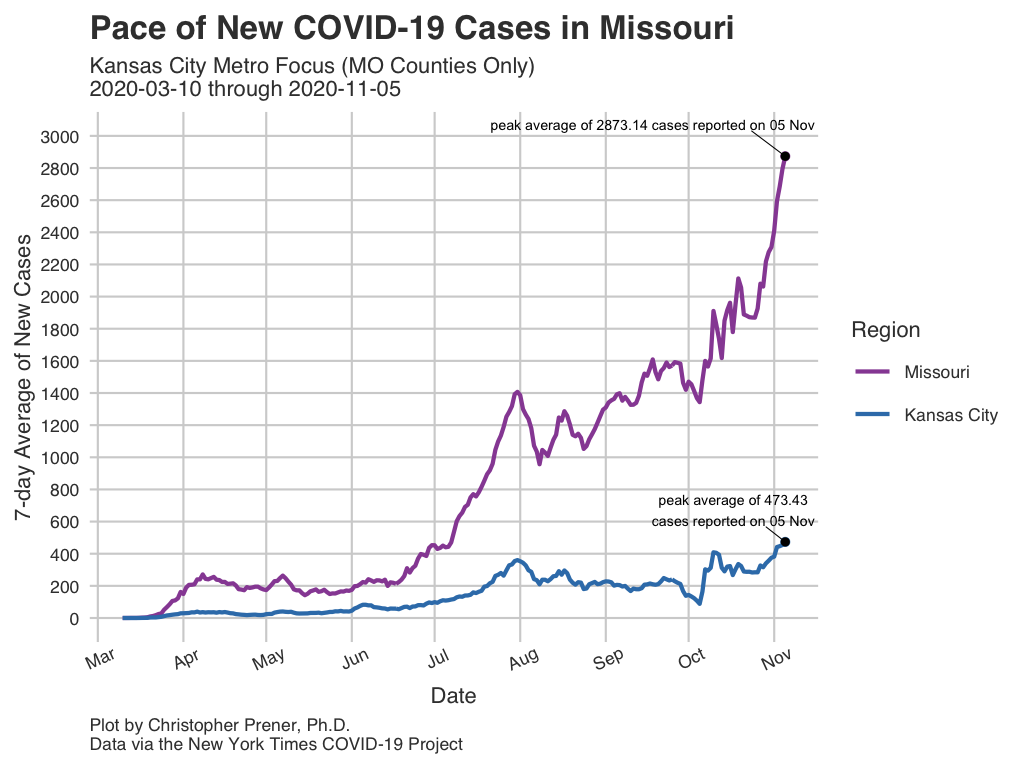 Pace of New COVID-19 Cases in Missouri
Kansas City Metro Focus (MO Counties Only)
2020-03-10 through 2020-11-05
peak average of 2873.14 cases reported on 05 Nov
3000
2800
2600
2400
2200
2000
1800
1600
1400
1200
1000
800
600
400
200
0
7-day Average of New Cases
peak average of 473.43
cases reported on 05 Nov
Region
Missouri
Kansas City
Mar
Apr
May
Jun
Jul
Aug
Sep
Oct
Nov
Date
Plot by Christopher Prener, Ph.D.
Data via the New York Times COVID-19 Project